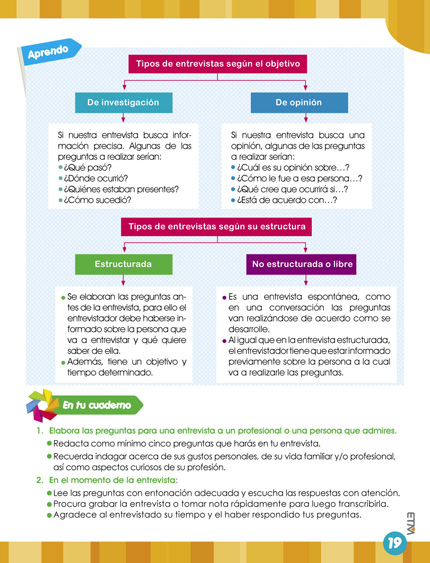 Aprendo
Tipos de entrevistas según el objetivo
De investigación
Si nuestra entrevista busca infor-
mación precisa. Algunas de las
preguntas a realizar serían:
¿Qué pasó?
¿Dónde ocurrió?
¿Quiénes estaban presentes?
¿Cómo sucedió?
De opinión
Si nuestra entrevista busca una
opinión, algunas de las preguntas
a realizar serían:
¿Cuál es su opinión sobre...?
¿Cómo le fue a esa persona...?
¿Qué cree que ocurrirá si...?
¿Está de acuerdo con...?
Tipos de entrevistas según su estructura
Estructurada
Se elaboran las preguntas an-
tes de la entrevista, para ello el
entrevistador debe haberse in-
formado sobre la persona que
va a entrevistar y qué quiere
saber de ella.
Además, tiene un objetivo y
tiempo determinado.
No estructurada o libre
Es una entrevista espontánea, como
en una conversación las preguntas
van realizándose de acuerdo como se
desarrolle.
Al igual que en la entrevista estructurada,
el entrevistador tiene que estar informado
previamente sobre la persona a la cual
va a realizarle las preguntas.
En tu cuaderno
1. Elabora las preguntas para una entrevista a un profesional o una persona que admires.
Redacta como mínimo cinco preguntas que harás en tu entrevista.
Recuerda indagar acerca de sus gustos personales, de su vida familiar y/o profesional,
así como aspectos curiosos de su profesión.
2. En el momento de la entrevista:
Lee las preguntas con entonación adecuada y escucha las respuestas con atención.
Procura grabar la entrevista o tomar nota rápidamente para luego transcribirla.
Agradece al entrevistado su tiempo y el haber respondido tus preguntas.
19